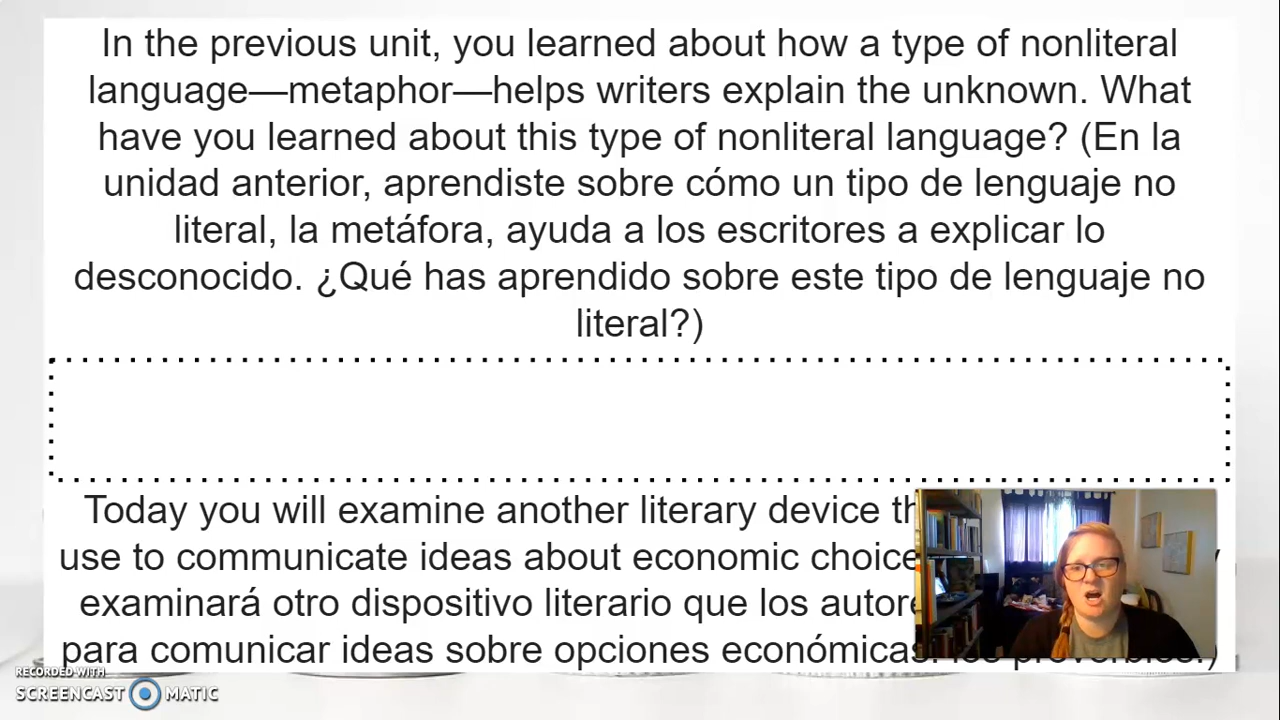 In the previous unit, you learned about how a type of nonliteral
language—metaphor—helps writers explain the unknown. What
have you learned about this type of nonliteral language? (En la
unidad anterior, aprendiste sobre cómo un tipo de lenguaje no
literal, la metáfora, ayuda a los escritores a explicar lo
desconocido. ¿Qué has aprendido sobre este tipo de lenguaje no
literal?)
Today you will examine another literary device
use to communicate ideas about economic
examinará otro dispositivo literario que los
para comunicar ideas sobre opciones económicas. los proverbios.)
RECORDED WITH
SCREENCAST MATIC